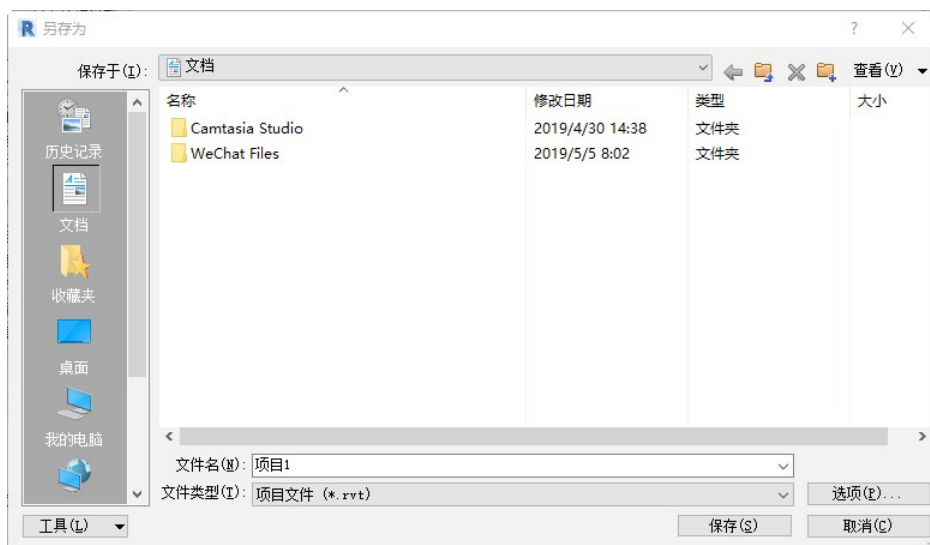 R 另存为 ?
保存于(I): 文档 查看(V)
名称 修改日期 类型 大小
Camtasia Studio 2019/4/30 14:38 文件夹
WeChat Files 2019/5/5 8:02 文件夹
历史记录
文档
收藏夹
桌面
我的电脑
文件名(N): 项目1
文件类型(T): 项目文件 (*.rvt) 选项(P)...
工具(L) 保存(S) 取消(C)